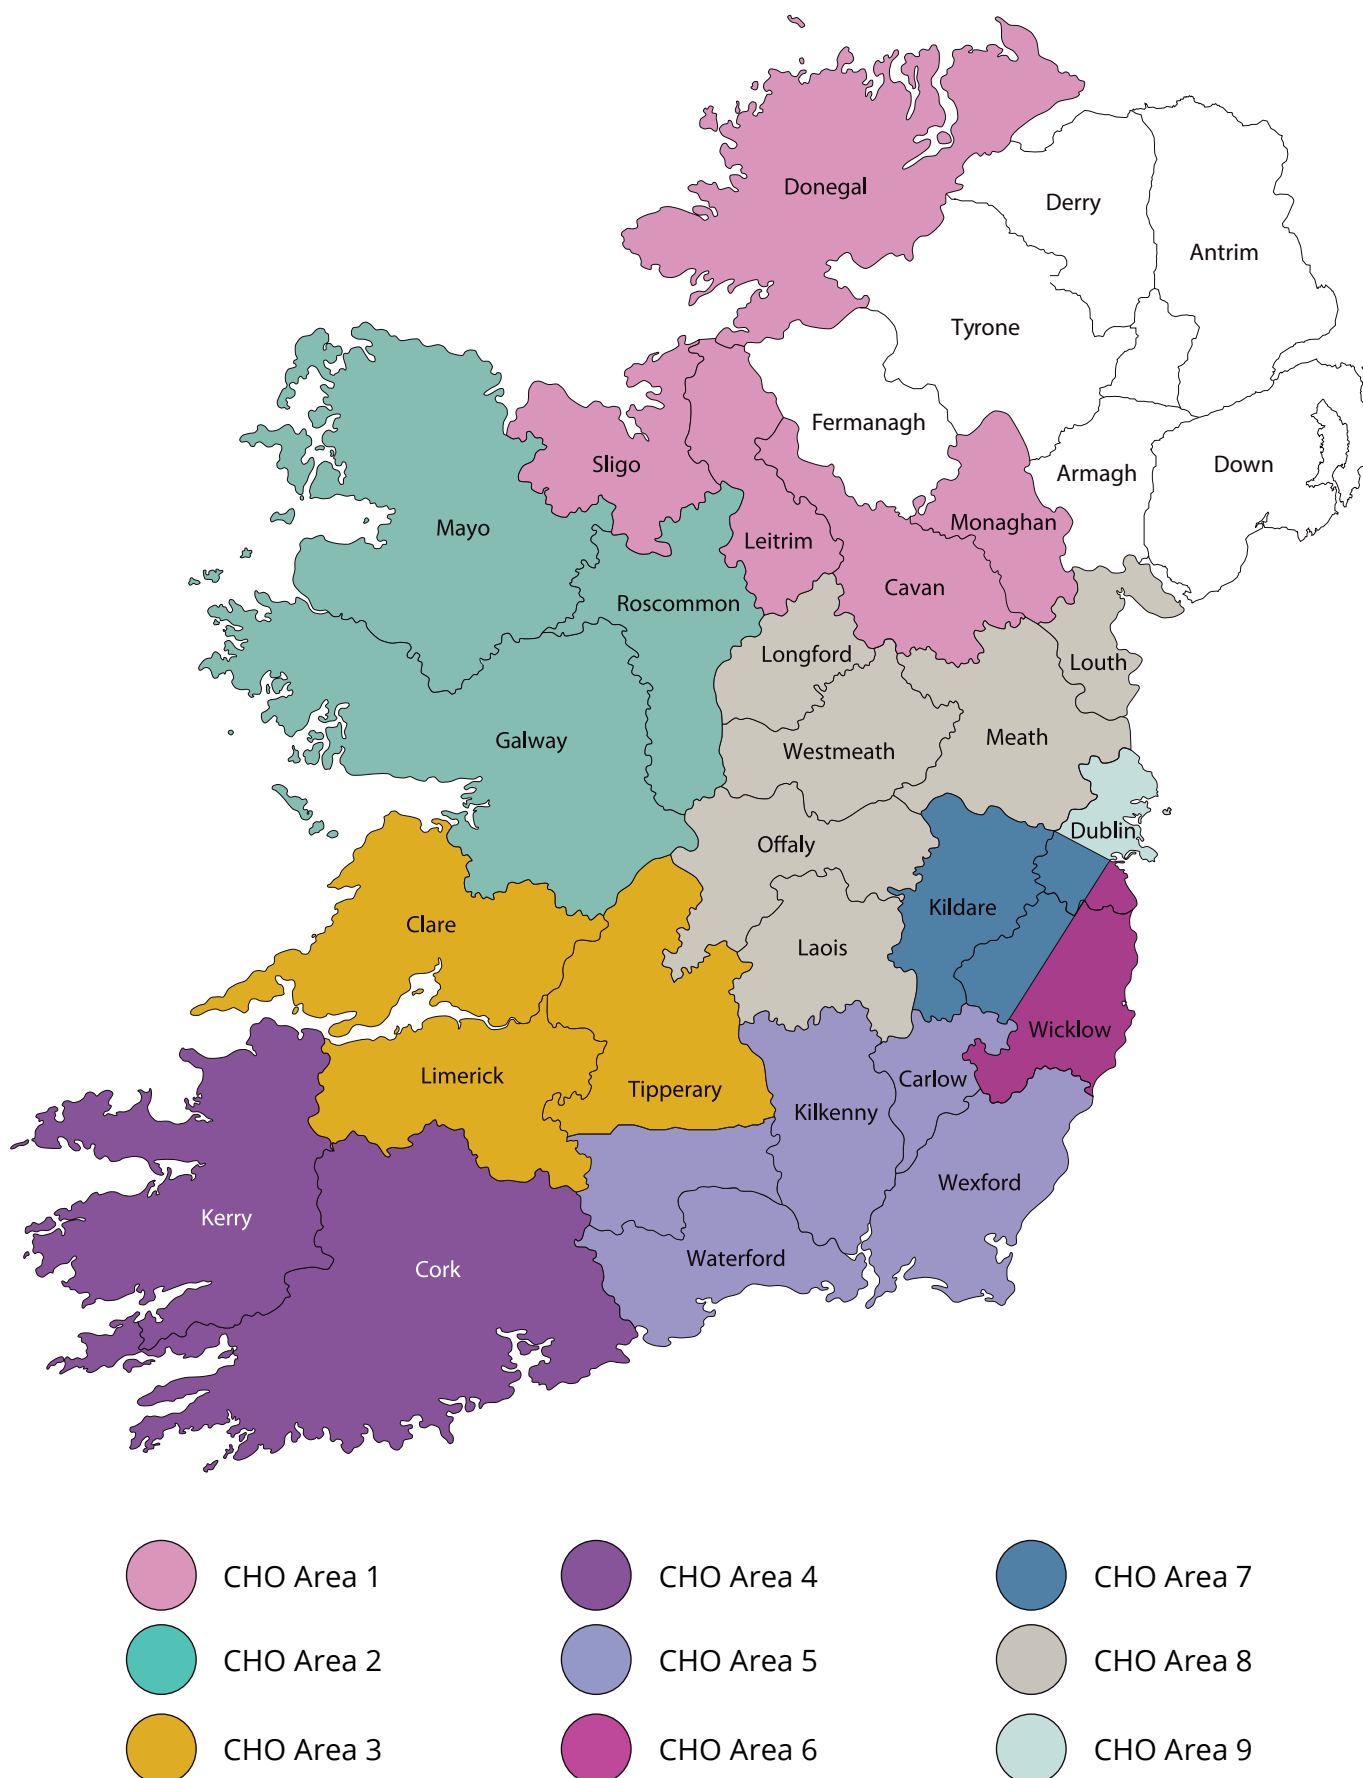 Donegal
Derry
Antrim
Tyrone
Fermanagh
Sligo
Armagh
Down
Mayo
Monaghan
Leitrim
Cavan
Roscommon
Longford
Louth
Galway
Westmeath
Meath
Dublin
Offaly
Kildare
Clare
Laois
Wicklow
Limerick
Tipperary
Carlow
Kilkenny
Wexford
Kerry
Waterford
Cork
CHO Area 1
CHO Area 4
CHO Area 7
CHO Area 2
CHO Area 5
CHO Area 8
CHO Area 3
CHO Area 6
CHO Area 9